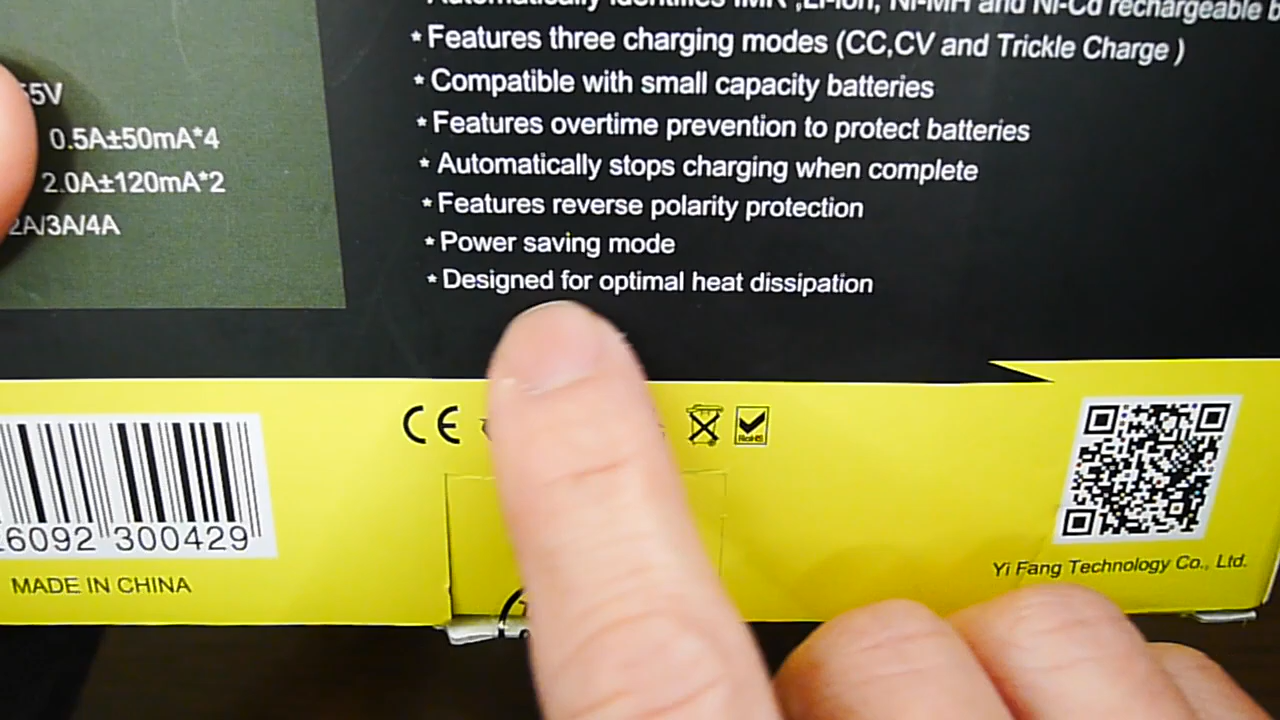 Automatically identifies IMR ,Li-ion, Ni-MH and Ni-Cd rechargeable
* Features three charging modes (CC,CV and Trickle Charge )
* Compatible with small capacity batteries
* Features overtime prevention to protect batteries
* Automatically stops charging when complete
* Features reverse polarity protection
* Power saving mode
* Designed for optimal heat dissipation
5V
0.5A±50mA*4
2.0A±120mA*2
2A/3A/4A
CE
RoHS
6092 300429
MADE IN CHINA
Yi Fang Technology Co., Ltd.